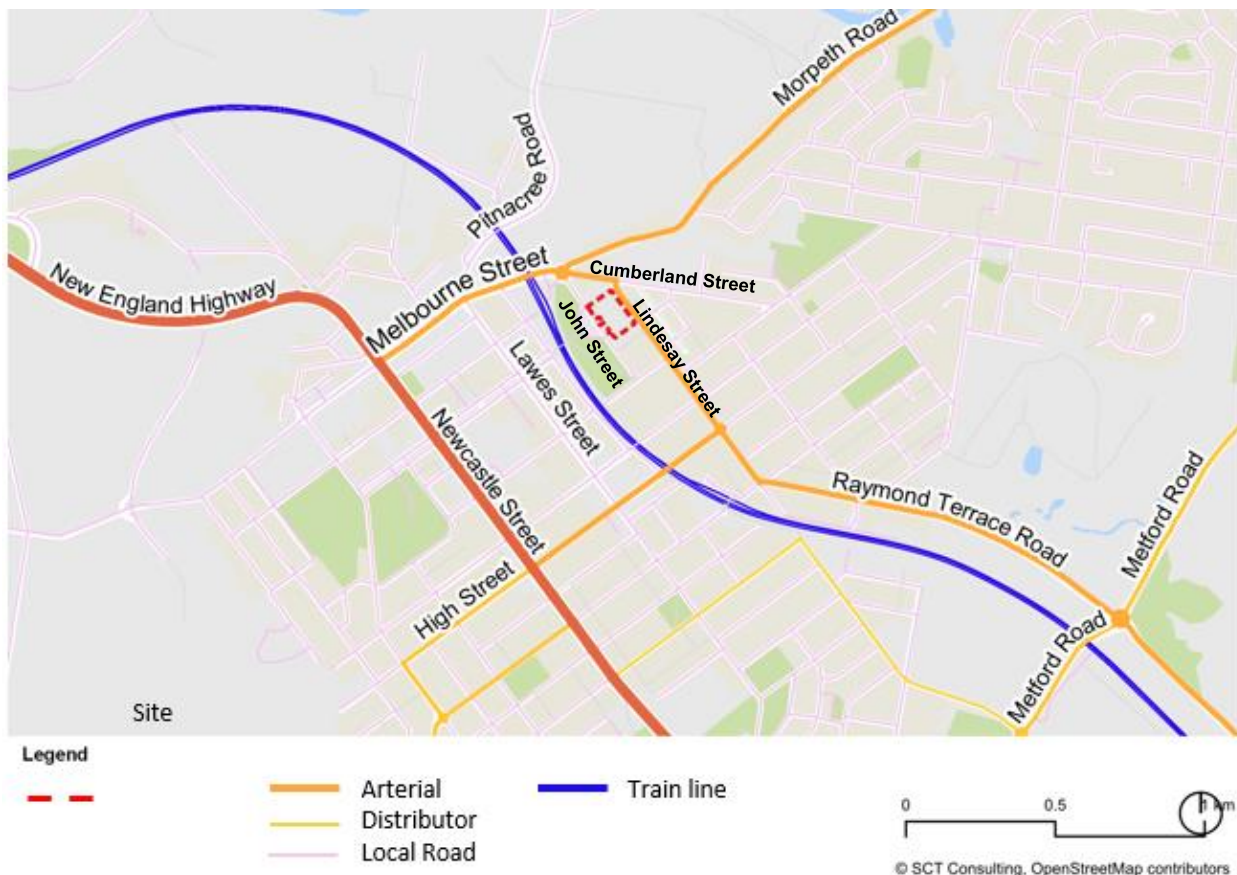 Morpeth Road
Pitnacree Road
Melbourne Street
Cumberland Street
New England Highway
John Street
Lindesay Street
Lawes Street
Newcastle Street
Raymond Terrace Road
Metford Road
High Street
Metford Road
Site
Legend
Arterial
Train line
Distributor
Local Road
0 0.5 1 km
© SCT Consulting, OpenStreetMap contributors